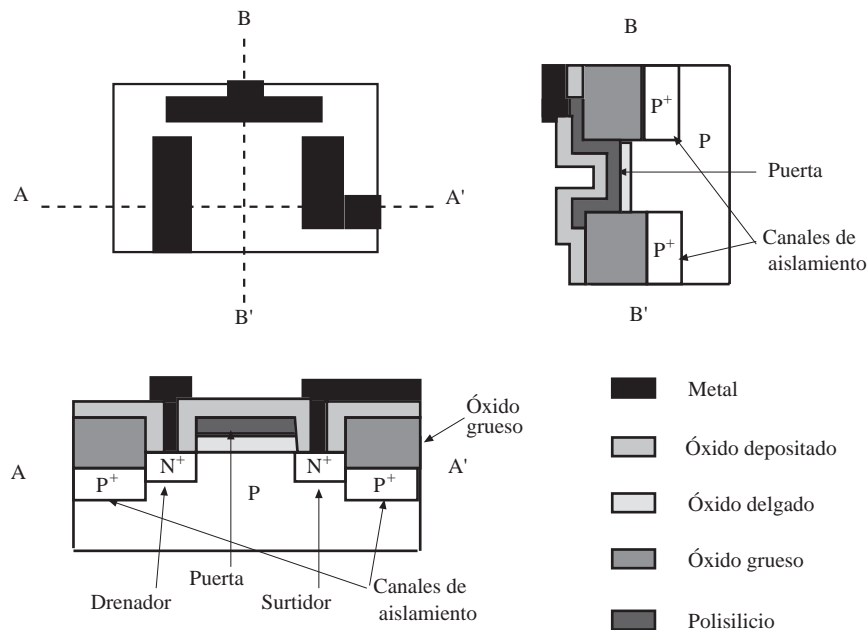 B
A
A'
B'
B
P+
P
Puerta
P+
Canales de
aislamiento
B'
A
P+
N+
P
N+
P+
A'
Óxido
grueso
Drenador
Puerta
Surtidor
Canales de
aislamiento
Metal
Óxido depositado
Óxido delgado
Óxido grueso
Polisilicio